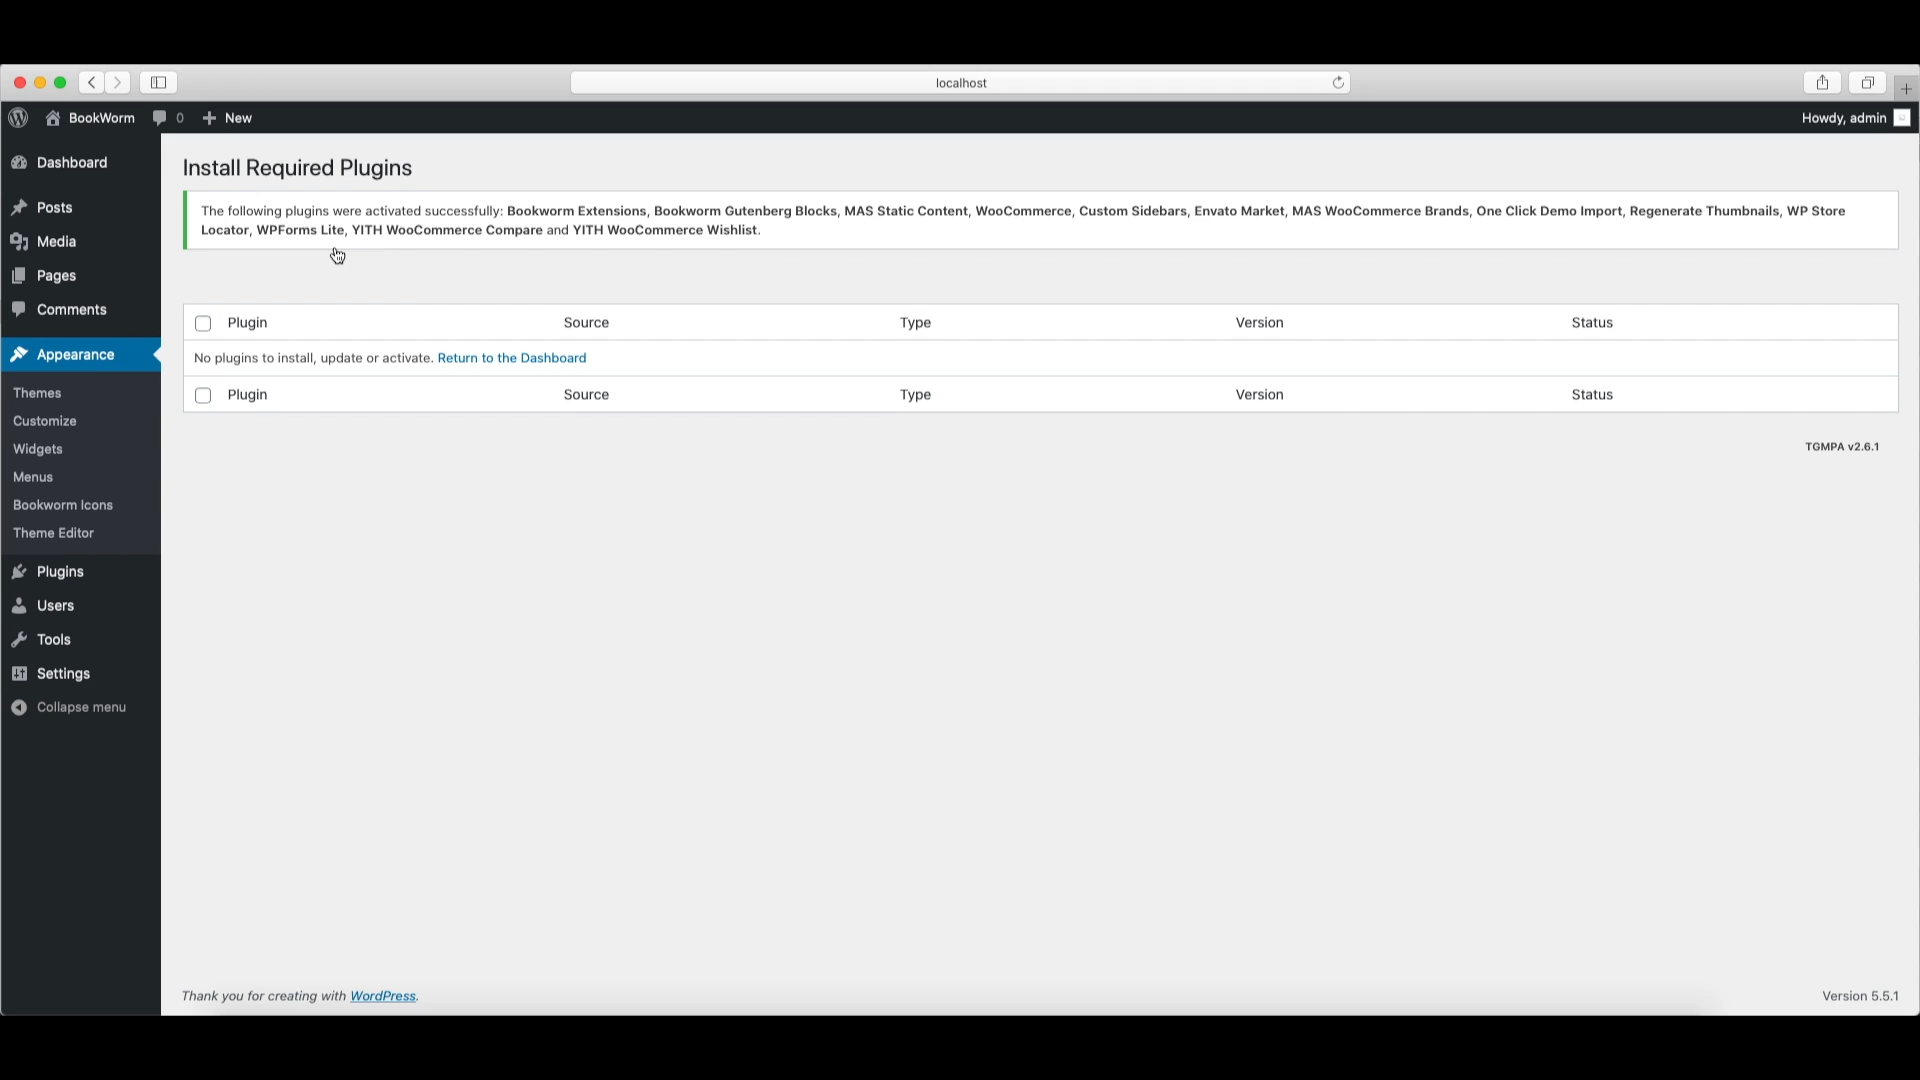 localhost
BookWorm 0 New Howdy, admin
Dashboard
Posts
Media
Pages
Comments
Appearance
Themes
Customize
Widgets
Menus
Bookworm Icons
Theme Editor
Plugins
Users
Tools
Settings
Collapse menu
Install Required Plugins
The following plugins were activated successfully: Bookworm Extensions, Bookworm Gutenberg Blocks, MAS Static Content, WooCommerce, Custom Sidebars, Envato Market, MAS WooCommerce Brands, One Click Demo Import, Regenerate Thumbnails, WP Store
Locator, WPForms Lite, YITH WooCommerce Compare and YITH WooCommerce Wishlist.
Plugin Source Type Version Status
No plugins to install, update or activate. Return to the Dashboard
Plugin Source Type Version Status
TGMPA v2.6.1
Thank you for creating with WordPress. Version 5.5.1